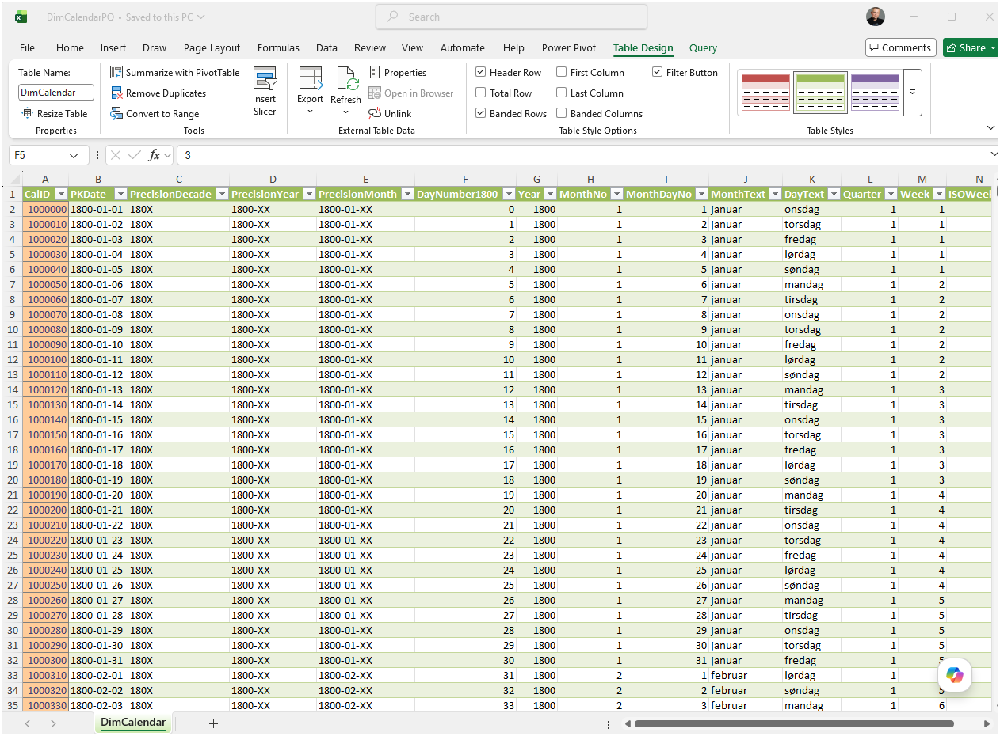 DimCalendarPQ • Saved to this PC
Search
File Home Insert Draw Page Layout Formulas Data Review View Automate Help Power Pivot Table Design Query Comments Share
Table Name: Summarize with PivotTable Properties Header Row First Column Filter Button
DimCalendar Remove Duplicates Insert Slicer Export Refresh Open in Browser Total Row Last Column
Resize Table Convert to Range Unlink Banded Rows Banded Columns
Properties Tools External Table Data Table Style Options Table Styles
F5 fx 3
A B C D E F G H I J K L M N
1 CalID PKDate PrecisionDecade PrecisionYear PrecisionMonth DayNumber1800 Year MonthNo MonthDayNo MonthText DayText Quarter Week ISOWeel
2 1000000 1800-01-01 180X 1800-XX 1800-01-XX 0 1800 1 1 januar onsdag 1 1
3 1000010 1800-01-02 180X 1800-XX 1800-01-XX 1 1800 1 2 januar torsdag 1 1
4 1000020 1800-01-03 180X 1800-XX 1800-01-XX 2 1800 1 3 januar fredag 1 1
5 1000030 1800-01-04 180X 1800-XX 1800-01-XX 3 1800 1 4 januar lørdag 1 1
6 1000040 1800-01-05 180X 1800-XX 1800-01-XX 4 1800 1 5 januar søndag 1 1
7 1000050 1800-01-06 180X 1800-XX 1800-01-XX 5 1800 1 6 januar mandag 1 2
8 1000060 1800-01-07 180X 1800-XX 1800-01-XX 6 1800 1 7 januar tirsdag 1 2
9 1000070 1800-01-08 180X 1800-XX 1800-01-XX 7 1800 1 8 januar onsdag 1 2
10 1000080 1800-01-09 180X 1800-XX 1800-01-XX 8 1800 1 9 januar torsdag 1 2
11 1000090 1800-01-10 180X 1800-XX 1800-01-XX 9 1800 1 10 januar fredag 1 2
12 1000100 1800-01-11 180X 1800-XX 1800-01-XX 10 1800 1 11 januar lørdag 1 2
13 1000110 1800-01-12 180X 1800-XX 1800-01-XX 11 1800 1 12 januar søndag 1 2
14 1000120 1800-01-13 180X 1800-XX 1800-01-XX 12 1800 1 13 januar mandag 1 3
15 1000130 1800-01-14 180X 1800-XX 1800-01-XX 13 1800 1 14 januar tirsdag 1 3
16 1000140 1800-01-15 180X 1800-XX 1800-01-XX 14 1800 1 15 januar onsdag 1 3
17 1000150 1800-01-16 180X 1800-XX 1800-01-XX 15 1800 1 16 januar torsdag 1 3
18 1000160 1800-01-17 180X 1800-XX 1800-01-XX 16 1800 1 17 januar fredag 1 3
19 1000170 1800-01-18 180X 1800-XX 1800-01-XX 17 1800 1 18 januar lørdag 1 3
20 1000180 1800-01-19 180X 1800-XX 1800-01-XX 18 1800 1 19 januar søndag 1 3
21 1000190 1800-01-20 180X 1800-XX 1800-01-XX 19 1800 1 20 januar mandag 1 4
22 1000200 1800-01-21 180X 1800-XX 1800-01-XX 20 1800 1 21 januar tirsdag 1 4
23 1000210 1800-01-22 180X 1800-XX 1800-01-XX 21 1800 1 22 januar onsdag 1 4
24 1000220 1800-01-23 180X 1800-XX 1800-01-XX 22 1800 1 23 januar torsdag 1 4
25 1000230 1800-01-24 180X 1800-XX 1800-01-XX 23 1800 1 24 januar fredag 1 4
26 1000240 1800-01-25 180X 1800-XX 1800-01-XX 24 1800 1 25 januar lørdag 1 4
27 1000250 1800-01-26 180X 1800-XX 1800-01-XX 25 1800 1 26 januar søndag 1 4
28 1000260 1800-01-27 180X 1800-XX 1800-01-XX 26 1800 1 27 januar mandag 1 5
29 1000270 1800-01-28 180X 1800-XX 1800-01-XX 27 1800 1 28 januar tirsdag 1 5
30 1000280 1800-01-29 180X 1800-XX 1800-01-XX 28 1800 1 29 januar onsdag 1 5
31 1000290 1800-01-30 180X 1800-XX 1800-01-XX 29 1800 1 30 januar torsdag 1 5
32 1000300 1800-01-31 180X 1800-XX 1800-01-XX 30 1800 1 31 januar fredag 1
33 1000310 1800-02-01 180X 1800-XX 1800-02-XX 31 1800 2 1 februar lørdag 1
34 1000320 1800-02-02 180X 1800-XX 1800-02-XX 32 1800 2 2 februar søndag 1
35 1000330 1800-02-03 180X 1800-XX 1800-02-XX 33 1800 2 3 februar mandag 1 6
DimCalendar